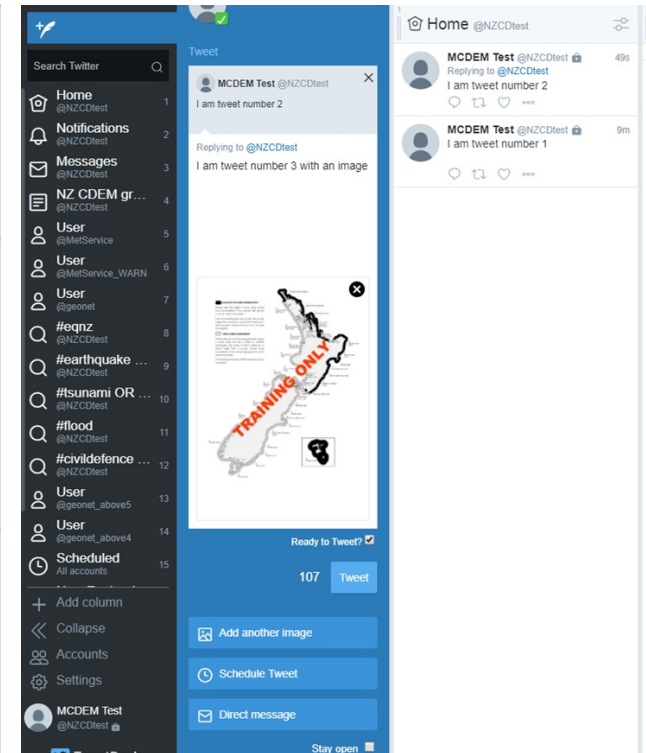 Search Twitter
Home
@NZCDtest
1
Notifications
@NZCDtest
2
Messages
@NZCDtest
3
NZ CDEM gr...
@NZCDtest
4
User
@MetService
5
User
@MetService_WARN
6
User
@geonet
7
#eqnz
@NZCDtest
8
#earthquake ...
@NZCDtest
9
#tsunami OR ...
@NZCDtest
10
#flood
@NZCDtest
11
#civildefence ...
@NZCDtest
12
User
@geonet_above5
13
User
@geonet_above4
14
Scheduled
All accounts
15
Add column
Collapse
Accounts
Settings
MCDEM Test
@NZCDtest
Tweet
MCDEM Test @NZCDtest
I am tweet number 2
Replying to @NZCDtest
I am tweet number 3 with an image
TRAINING ONLY
Ready to Tweet?
107
Tweet
Add another image
Schedule Tweet
Direct message
Stay open
1
Home @NZCDtest
MCDEM Test @NZCDtest
49s
Replying to @NZCDtest
I am tweet number 2
MCDEM Test @NZCDtest
9m
I am tweet number 1